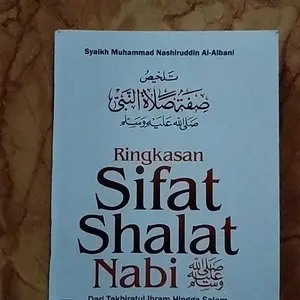 Syaikh Muhammad Nashiruddin Al-Albani
تلخيص
صفة صلاة النبي
صلى الله عليه وسلم
Ringkasan
Sifat
Shalat
Nabi ﷺ
Dari Takbiratul Ihram Hingga Salam